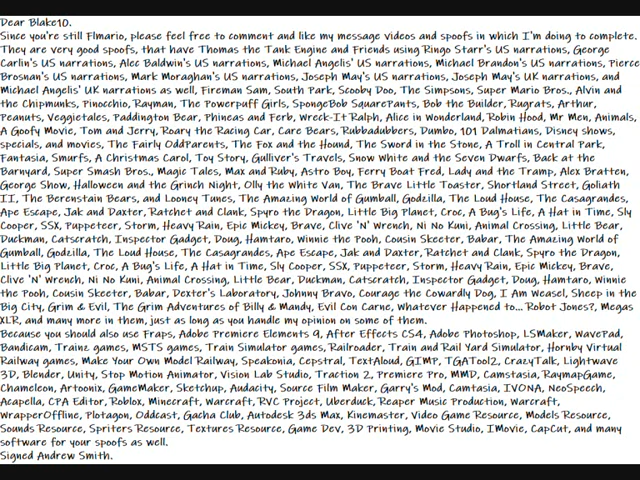 Dear Blake10.
Since you're still Flmario, please feel free to comment and like my message videos and spoofs in which I'm doing to complete.
They are very good spoofs, that have Thomas the Tank Engine and Friends using Ringo Starr's US narrations, George
Carlin's US narrations, Alec Baldwin's US narrations, Michael Angelis' US narrations, Michael Brandon's US narrations, Pierce
Brosnan's US narrations, Mark Moraghan's US narrations, Joseph May's US narrations, Joseph May's UK narrations, and
Michael Angelis' UK narrations as well, Fireman Sam, South Park, Scooby Doo, The Simpsons, Super Mario Bros., Alvin and
the Chipmunks, Pinocchio, Rayman, The Powerpuff Girls, SpongeBob SquarePants, Bob the Builder, Rugrats, Arthur,
Peanuts, Veggietales, Paddington Bear, Phineas and Ferb, Wreck-It Ralph, Alice in Wonderland, Robin Hood, Mr Men, Animals,
A Goofy Movie, Tom and Jerry, Roary the Racing Car, Care Bears, Rubbadubbers, Dumbo, 101 Dalmatians, Disney shows,
specials, and movies, The Fairly OddParents, The Fox and the Hound, The Sword in the Stone, A Troll in Central Park,
Fantasia, Smurfs, A Christmas Carol, Toy Story, Gulliver's Travels, Snow White and the Seven Dwarfs, Back at the
Barnyard, Super Smash Bros., Magic Tales, Max and Ruby, Astro Boy, Ferry Boat Fred, Lady and the Tramp, Alex Bratten,
George Show, Halloween and the Grinch Night, Olly the White Van, The Brave Little Toaster, Shortland Street, Goliath
II, The Berenstain Bears, and Looney Tunes, The Amazing World of Gumball, Godzilla, The Loud House, The Casagrandes,
Ape Escape, Jak and Daxter, Ratchet and Clank, Spyro the Dragon, Little Big Planet, Croc, A Bug's Life, A Hat in Time, Sly
Cooper, SSX, Puppeteer, Storm, Heavy Rain, Epic Mickey, Brave, Clive 'N' Wrench, Ni No Kuni, Animal Crossing, Little Bear,
Duckman, Catscratch, Inspector Gadget, Doug, Hamtaro, Winnie the Pooh, Cousin Skeeter, Babar, The Amazing World of
Gumball, Godzilla, The Loud House, The Casagrandes, Ape Escape, Jak and Daxter, Ratchet and Clank, Spyro the Dragon,
Little Big Planet, Croc, A Bug's Life, A Hat in Time, Sly Cooper, SSX, Puppeteer, Storm, Heavy Rain, Epic Mickey, Brave,
Clive 'N' Wrench, Ni No Kuni, Animal Crossing, Little Bear, Duckman, Catscratch, Inspector Gadget, Doug, Hamtaro, Winnie
the Pooh, Cousin Skeeter, Babar, Dexter's Laboratory, Johnny Bravo, Courage the Cowardly Dog, I Am Weasel, Sheep in the
Big City, Grim & Evil, The Grim Adventures of Billy & Mandy, Evil Con Carne, Whatever Happened to... Robot Jones?, Megas
XLR, and many more in them, just as long as you handle my opinion on some of them.
Because you should also use Fraps, Adobe Premiere Elements 9, After Effects CS4, Adobe Photoshop, LSMaker, WavePad,
Bandicam, Trainz games, MSTS games, Train Simulator games, Railroader, Train and Rail Yard Simulator, Hornby Virtual
Railway games, Make Your Own Model Railway, Speakonia, Cepstral, TextAloud, GIMP, TGATool2, CrazyTalk, Lightwave
3D, Blender, Unity, Stop Motion Animator, Vision Lab Studio, Traction 2, Premiere Pro, MMD, Camstasia, RaymapGame,
Chameleon, Artoonix, GameMaker, Sketchup, Audacity, Source Film Maker, Garry's Mod, Camtasia, IVONA, NeoSpeech,
Acapella, CPA Editor, Roblox, Minecraft, Warcraft, RVC Project, Uberduck, Reaper Music Production, Warcraft,
WrapperOffline, Plotagon, Oddcast, Gacha Club, Autodesk 3ds Max, Kinemaster, Video Game Resource, Models Resource,
Sounds Resource, Spriters Resource, Textures Resource, Game Dev, 3D Printing, Movie Studio, IMovie, CapCut, and many
software for your spoofs as well.
Signed Andrew Smith.